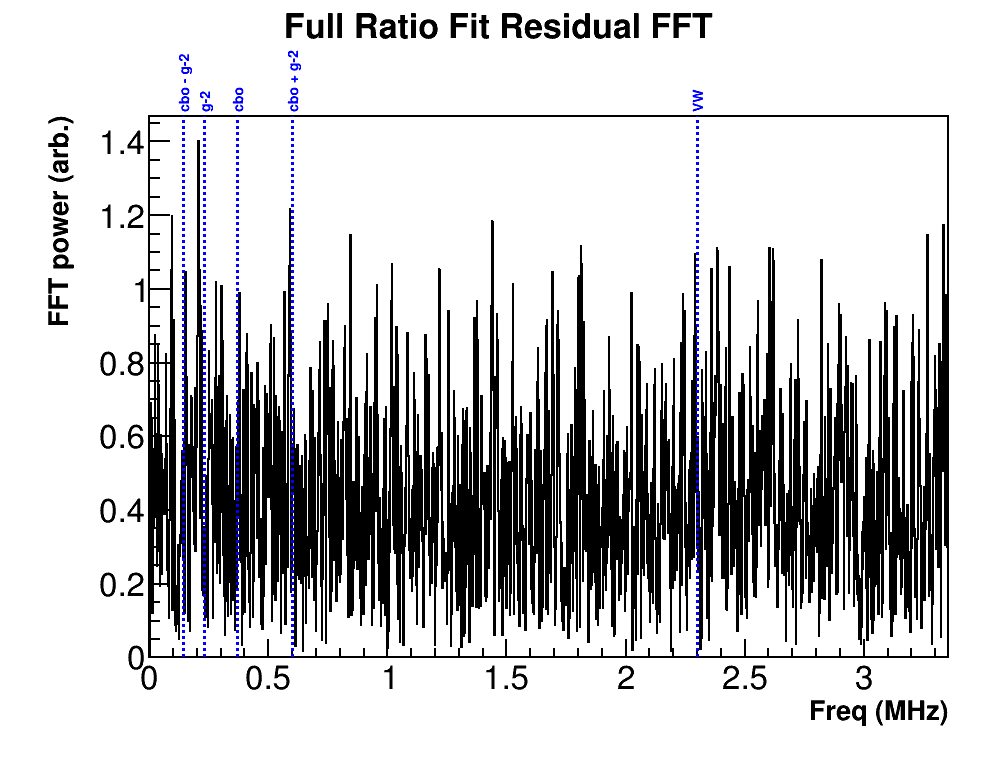 Full Ratio Fit Residual FFT
cbo - g-2
g-2
cbo
cbo + g-2
VW
FFT power (arb.)
1.4
1.2
1
0.8
0.6
0.4
0.2
0
0 0.5 1 1.5 2 2.5 3
Freq (MHz)